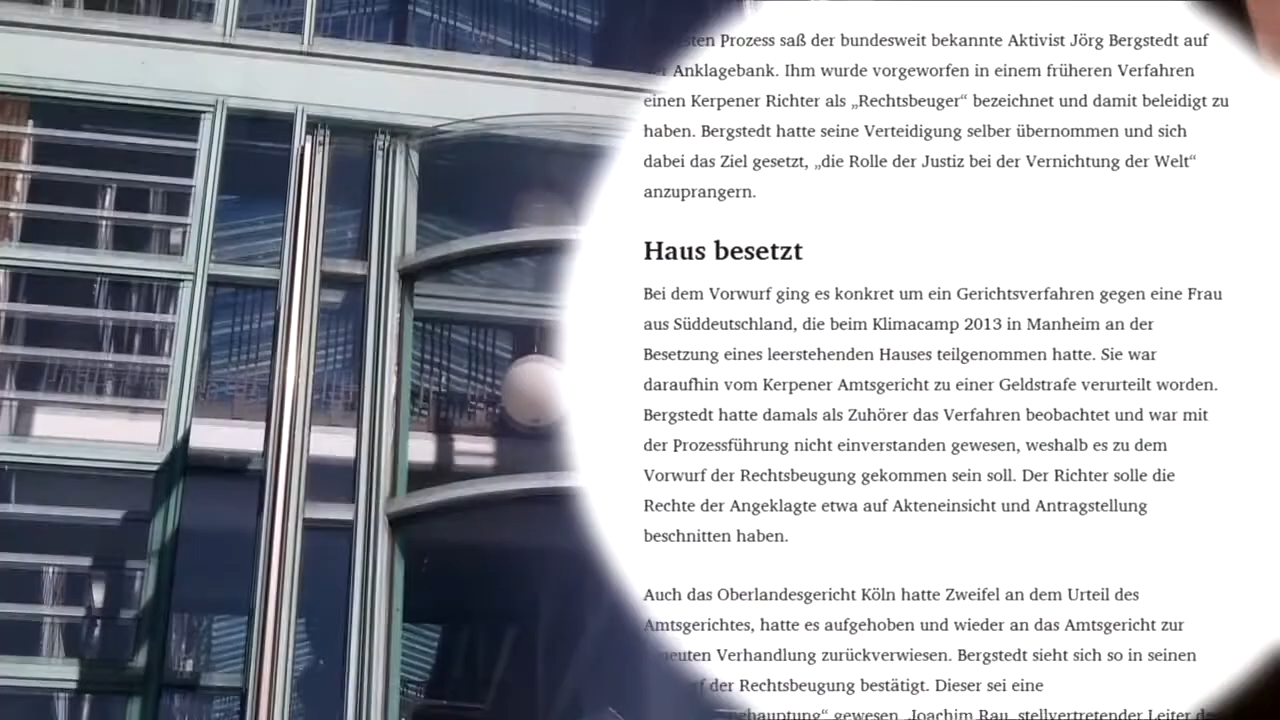 Prozess saß der bundesweit bekannte Aktivist Jörg Bergstedt auf
Anklagebank. Ihm wurde vorgeworfen in einem früheren Verfahren
einen Kerpener Richter als „Rechtsbeuger“ bezeichnet und damit beleidigt zu
haben. Bergstedt hatte seine Verteidigung selber übernommen und sich
dabei das Ziel gesetzt, „die Rolle der Justiz bei der Vernichtung der Welt“
anzuprangern.
Haus besetzt
Bei dem Vorwurf ging es konkret um ein Gerichtsverfahren gegen eine Frau
aus Süddeutschland, die beim Klimacamp 2013 in Manheim an der
Besetzung eines leerstehenden Hauses teilgenommen hatte. Sie war
daraufhin vom Kerpener Amtsgericht zu einer Geldstrafe verurteilt worden.
Bergstedt hatte damals als Zuhörer das Verfahren beobachtet und war mit
der Prozessführung nicht einverstanden gewesen, weshalb es zu dem
Vorwurf der Rechtsbeugung gekommen sein soll. Der Richter solle die
Rechte der Angeklagte etwa auf Akteneinsicht und Antragstellung
beschnitten haben.
Auch das Oberlandesgericht Köln hatte Zweifel an dem Urteil des
Amtsgerichtes, hatte es aufgehoben und wieder an das Amtsgericht zur
Verhandlung zurückverwiesen. Bergstedt sieht sich so in seinen
der Rechtsbeugung bestätigt. Dieser sei eine
gewesen. Joachim Rau, stellvertretender Leiter